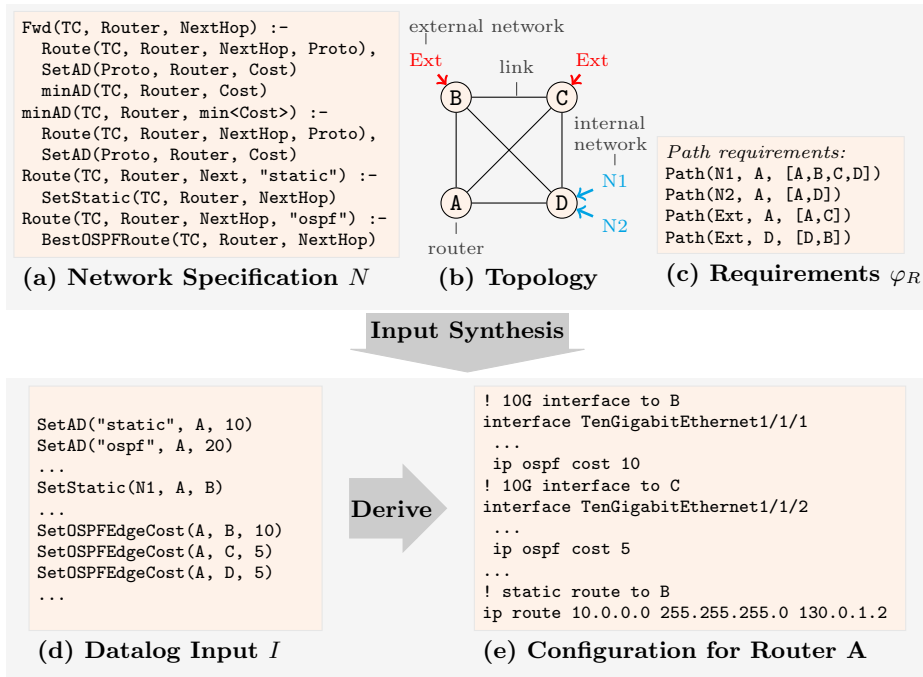 Fwd(TC, Router, NextHop) :-
Route(TC, Router, NextHop, Proto),
SetAD(Proto, Router, Cost)
minAD(TC, Router, Cost)
minAD(TC, Router, min<Cost>) :-
Route(TC, Router, NextHop, Proto),
SetAD(Proto, Router, Cost)
Route(TC, Router, Next, "static") :-
SetStatic(TC, Router, NextHop)
Route(TC, Router, NextHop, "ospf") :-
BestOSPFRoute(TC, Router, NextHop)
(a) Network Specification N
external network
Ext
Ext
link
B
C
internal
network
N1
A
D
N2
router
(b) Topology
Path requirements:
Path(N1, A, [A,B,C,D])
Path(N2, A, [A,D])
Path(Ext, A, [A,C])
Path(Ext, D, [D,B])
(c) Requirements φR
Input Synthesis
SetAD("static", A, 10)
SetAD("ospf", A, 20)
...
SetStatic(N1, A, B)
...
SetOSPFEdgeCost(A, B, 10)
SetOSPFEdgeCost(A, C, 5)
SetOSPFEdgeCost(A, D, 5)
...
(d) Datalog Input I
Derive
! 10G interface to B
interface TenGigabitEthernet1/1/1
...
ip ospf cost 10
! 10G interface to C
interface TenGigabitEthernet1/1/2
...
ip ospf cost 5
...
! static route to B
ip route 10.0.0.0 255.255.255.0 130.0.1.2
(e) Configuration for Router A